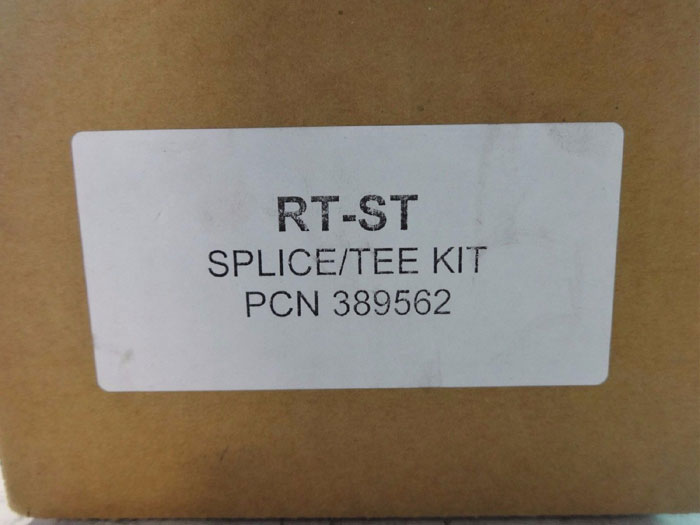 RT-ST
SPLICE/TEE KIT
PCN 389562